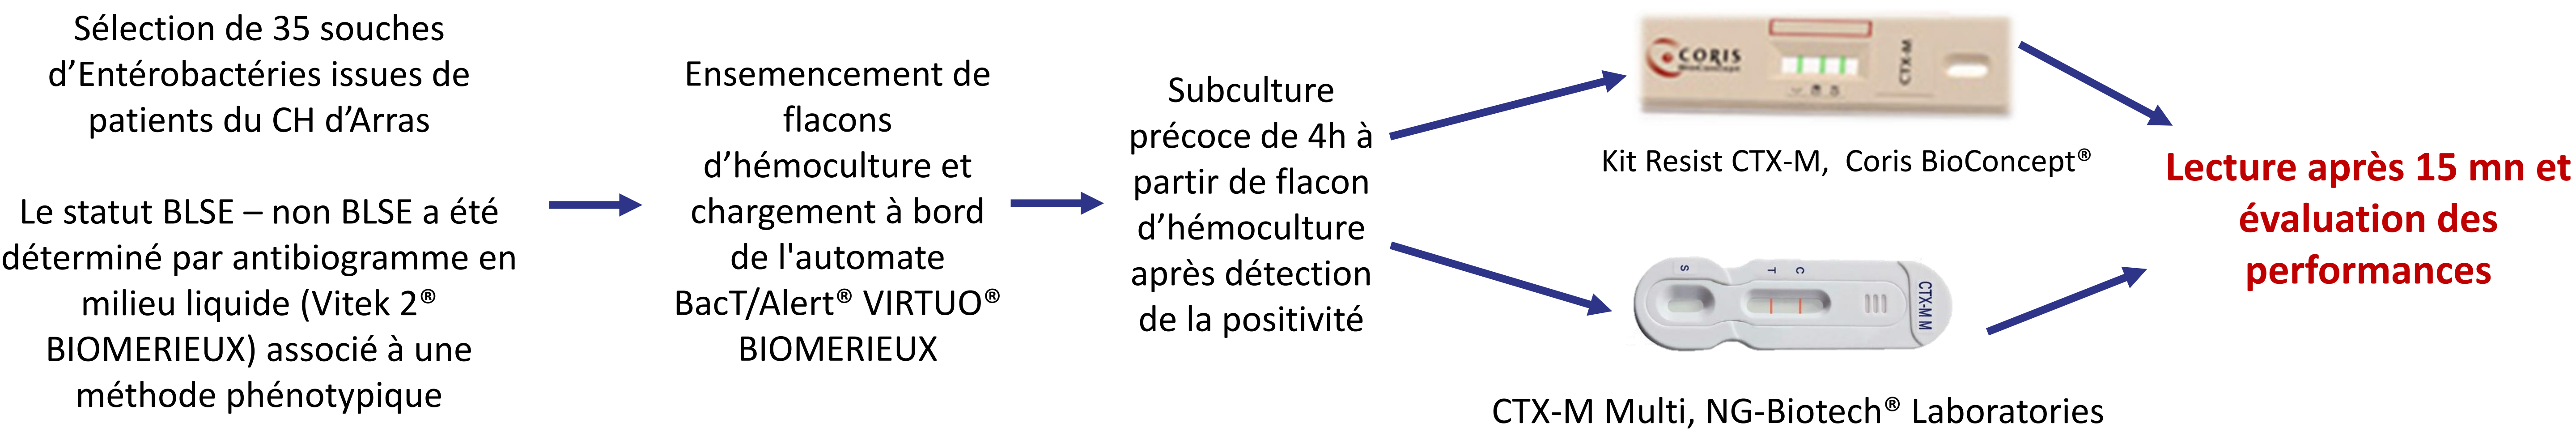 Sélection de 35 souches
d’Entérobactéries issues de
patients du CH d’Arras
Le statut BLSE – non BLSE a été
déterminé par antibiogramme en
milieu liquide (Vitek 2®
BIOMERIEUX) associé à une
méthode phénotypique
Ensemencement de
flacons
d’hémoculture et
chargement à bord
de l'automate
BacT/Alert® VIRTUO®
BIOMERIEUX
Subculture
précoce de 4h à
partir de flacon
d’hémoculture
après détection
de la positivité
CORIS
BioConcept
CTX-M
Kit Resist CTX-M, Coris BioConcept®
S T C
CTX-M M
CTX-M Multi, NG-Biotech® Laboratories
Lecture après 15 mn et
évaluation des
performances